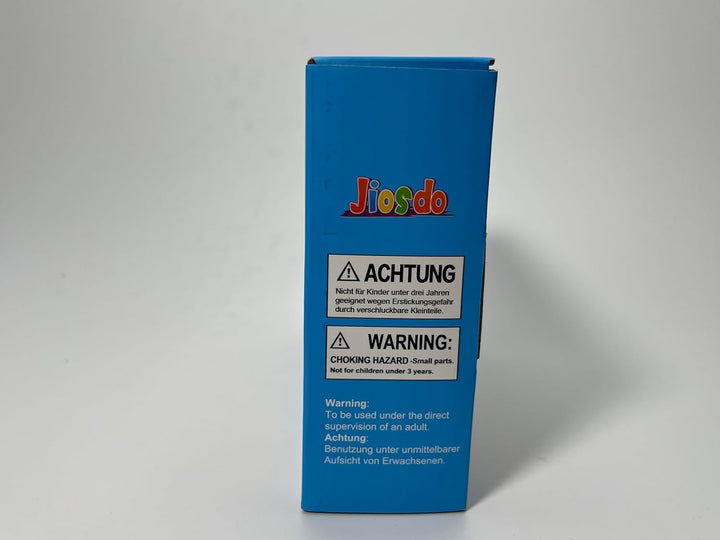 Jiosdo
ACHTUNG
Nicht für Kinder unter drei Jahren
geeignet wegen Erstickungsgefahr
durch verschluckbare Kleinteile.
WARNING:
CHOKING HAZARD -Small parts.
Not for children under 3 years.
Warning:
To be used under the direct
supervision of an adult.
Achtung:
Benutzung unter unmittelbarer
Aufsicht von Erwachsenen.